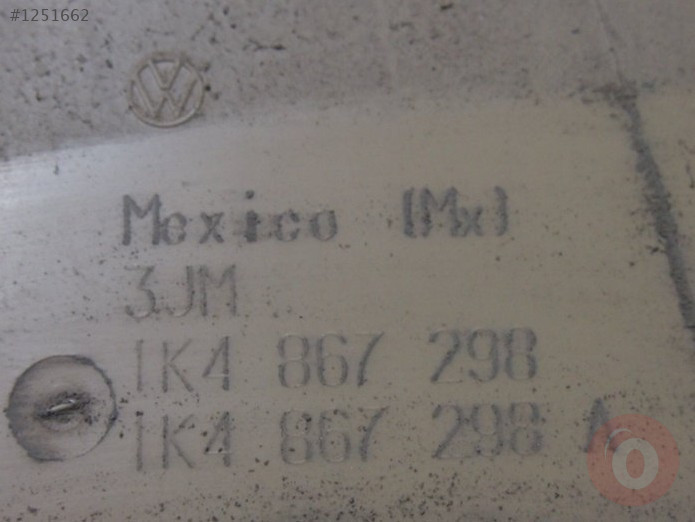 #1251662
VW
Mexico (Mx)
3JM
1K4 867 298
1K4 867 298 A